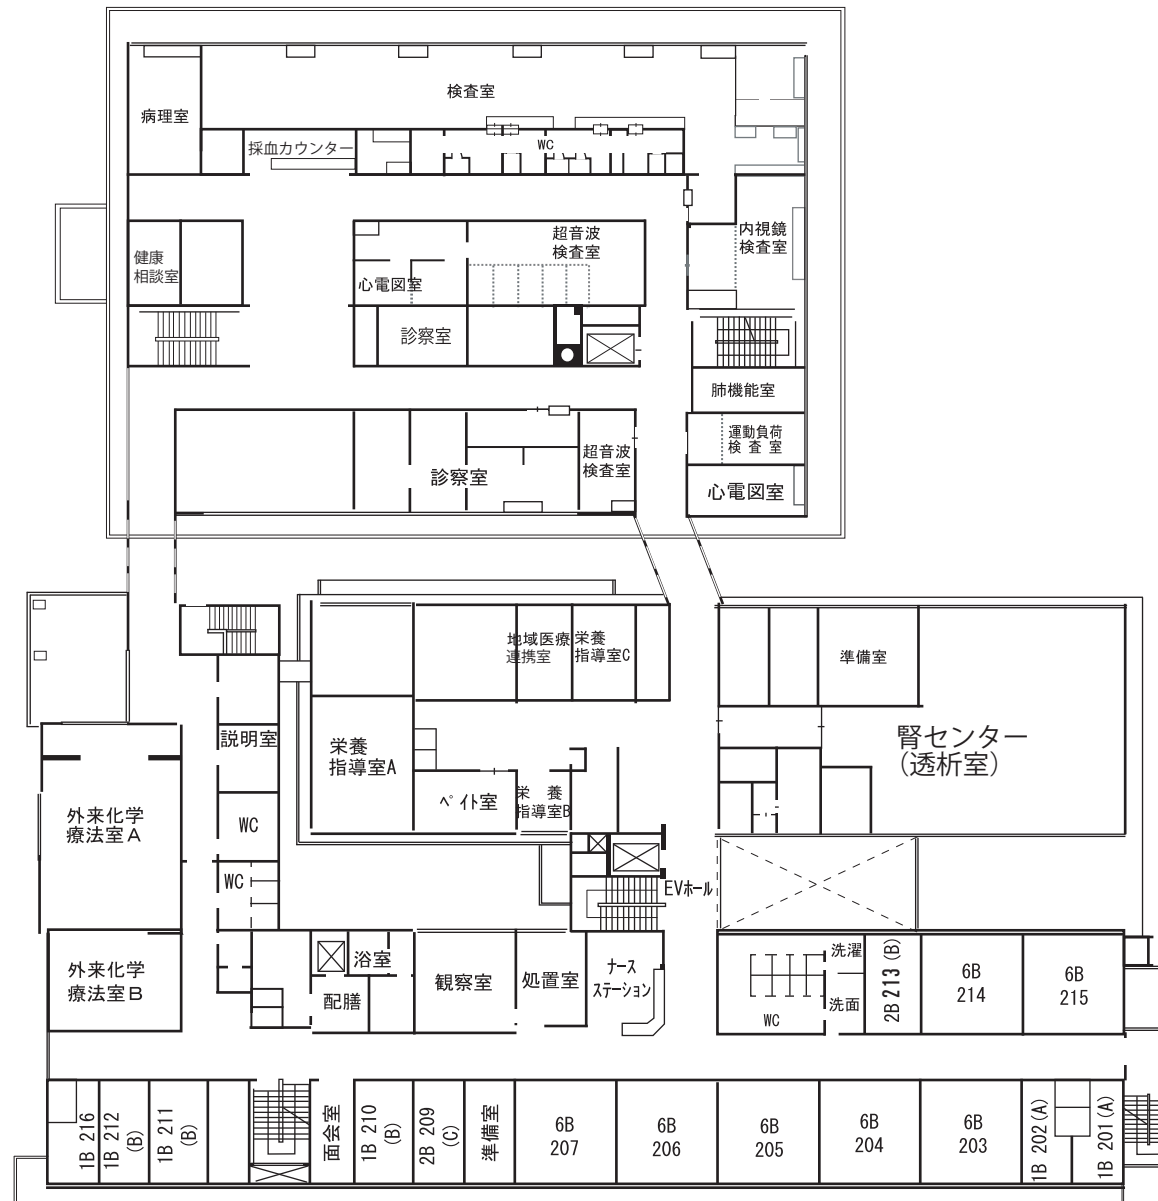 検査室
病理室
採血カウンター
WC
健康
相談室
超音波
検査室
内視鏡
検査室
心電図室
診察室
肺機能室
運動負荷
検査室
診察室
超音波
検査室
心電図室
地域医療
連携室
栄養
指導室C
準備室
説明室
栄養
指導室A
腎センター
(透析室)
ペイト室
栄養
指導室B
外来化学
療法室A
WC
WC
EVホール
外来化学
療法室B
浴室
配膳
観察室
処置室
ナース
ステーション
WC
洗濯
洗面
2B 213 (B)
6B
214
6B
215
1B 216
1B 212
(B)
1B 211
(B)
面会室
1B 210
(B)
2B 209
(C)
準備室
6B
207
6B
206
6B
205
6B
204
6B
203
1B 202 (A)
1B 201 (A)